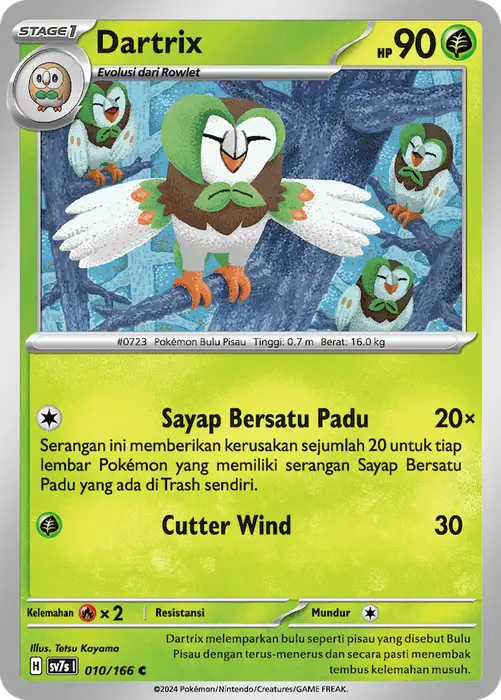 STAGE1
Dartrix
HP 90
Evolusi dari Rowlet
#0723 Pokémon Bulu Pisau Tinggi: 0.7 m Berat: 16.0 kg
Sayap Bersatu Padu 20×
Serangan ini memberikan kerusakan sejumlah 20 untuk tiap
lembar Pokémon yang memiliki serangan Sayap Bersatu
Padu yang ada di Trash sendiri.
Cutter Wind 30
Kelemahan ×2 Resistansi Mundur
Illus. Tetsu Kayama
Dartrix melemparkan bulu seperti pisau yang disebut Bulu
Pisau dengan terus-menerus dan secara pasti menembak
tembus kelemahan musuh.
H sv7s I 010/166 C
©2024 Pokémon/Nintendo/Creatures/GAME FREAK.